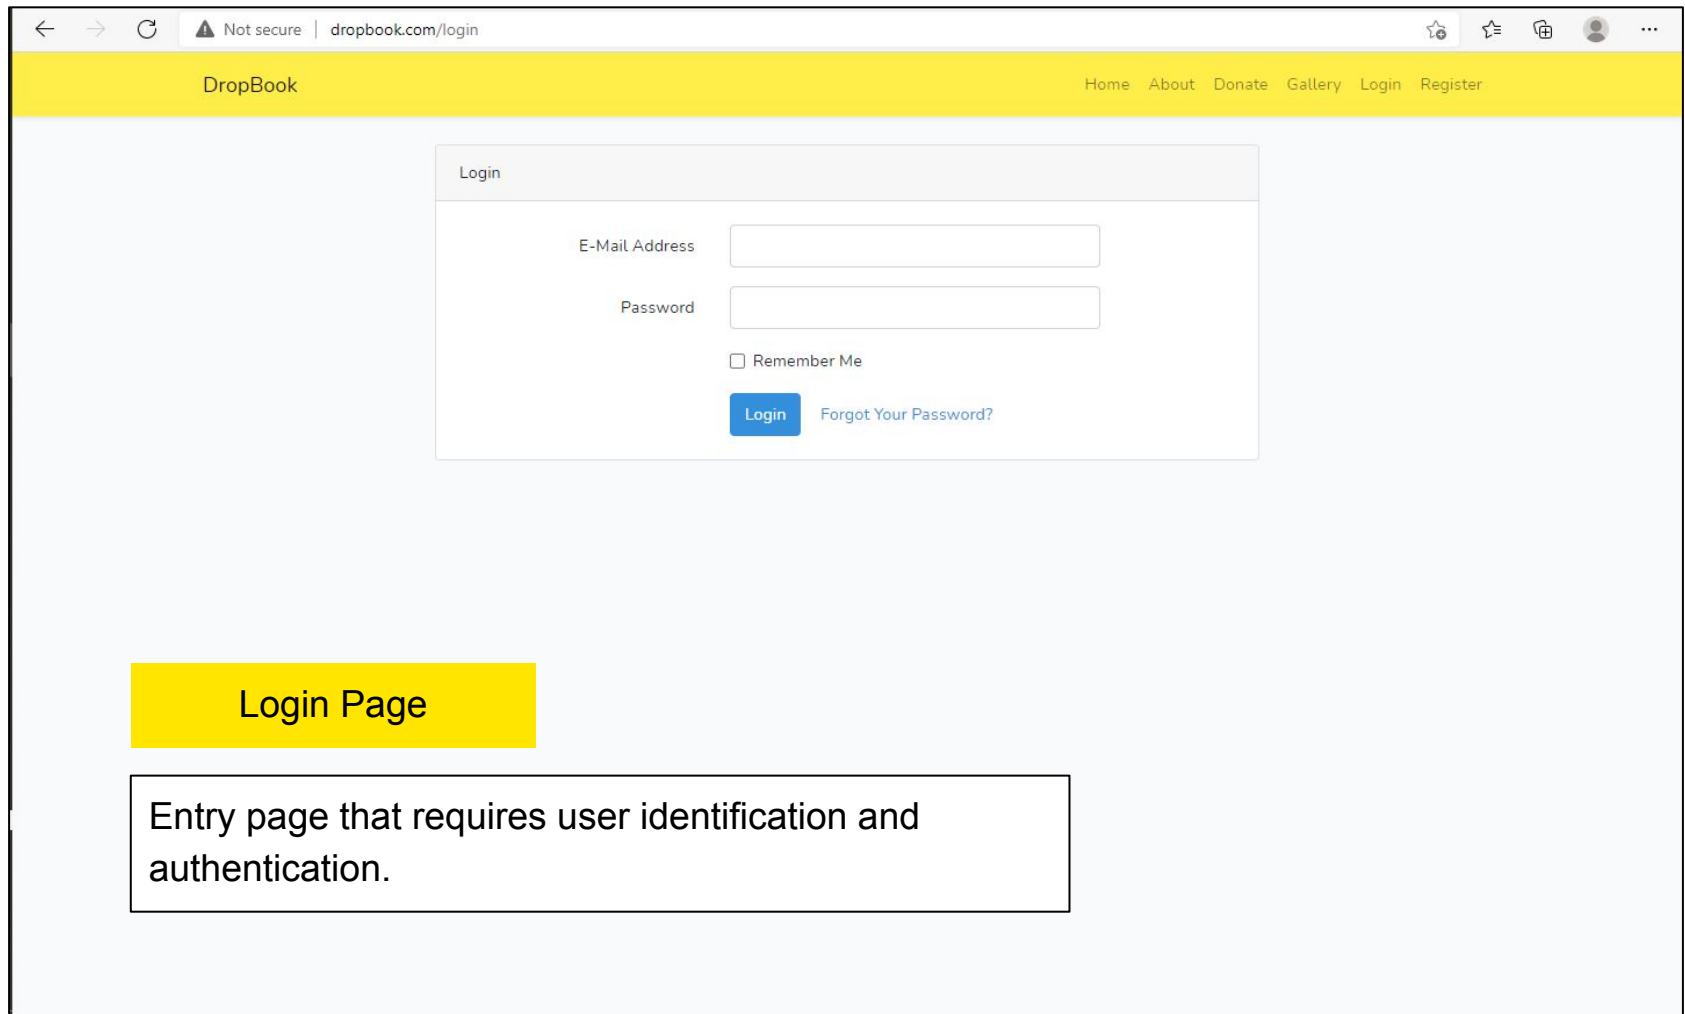 Not secure | dropbook.com/login
DropBook
Home About Donate Gallery Login Register
Login
E-Mail Address
Password
Remember Me
Login Forgot Your Password?
Login Page
Entry page that requires user identification and
authentication.